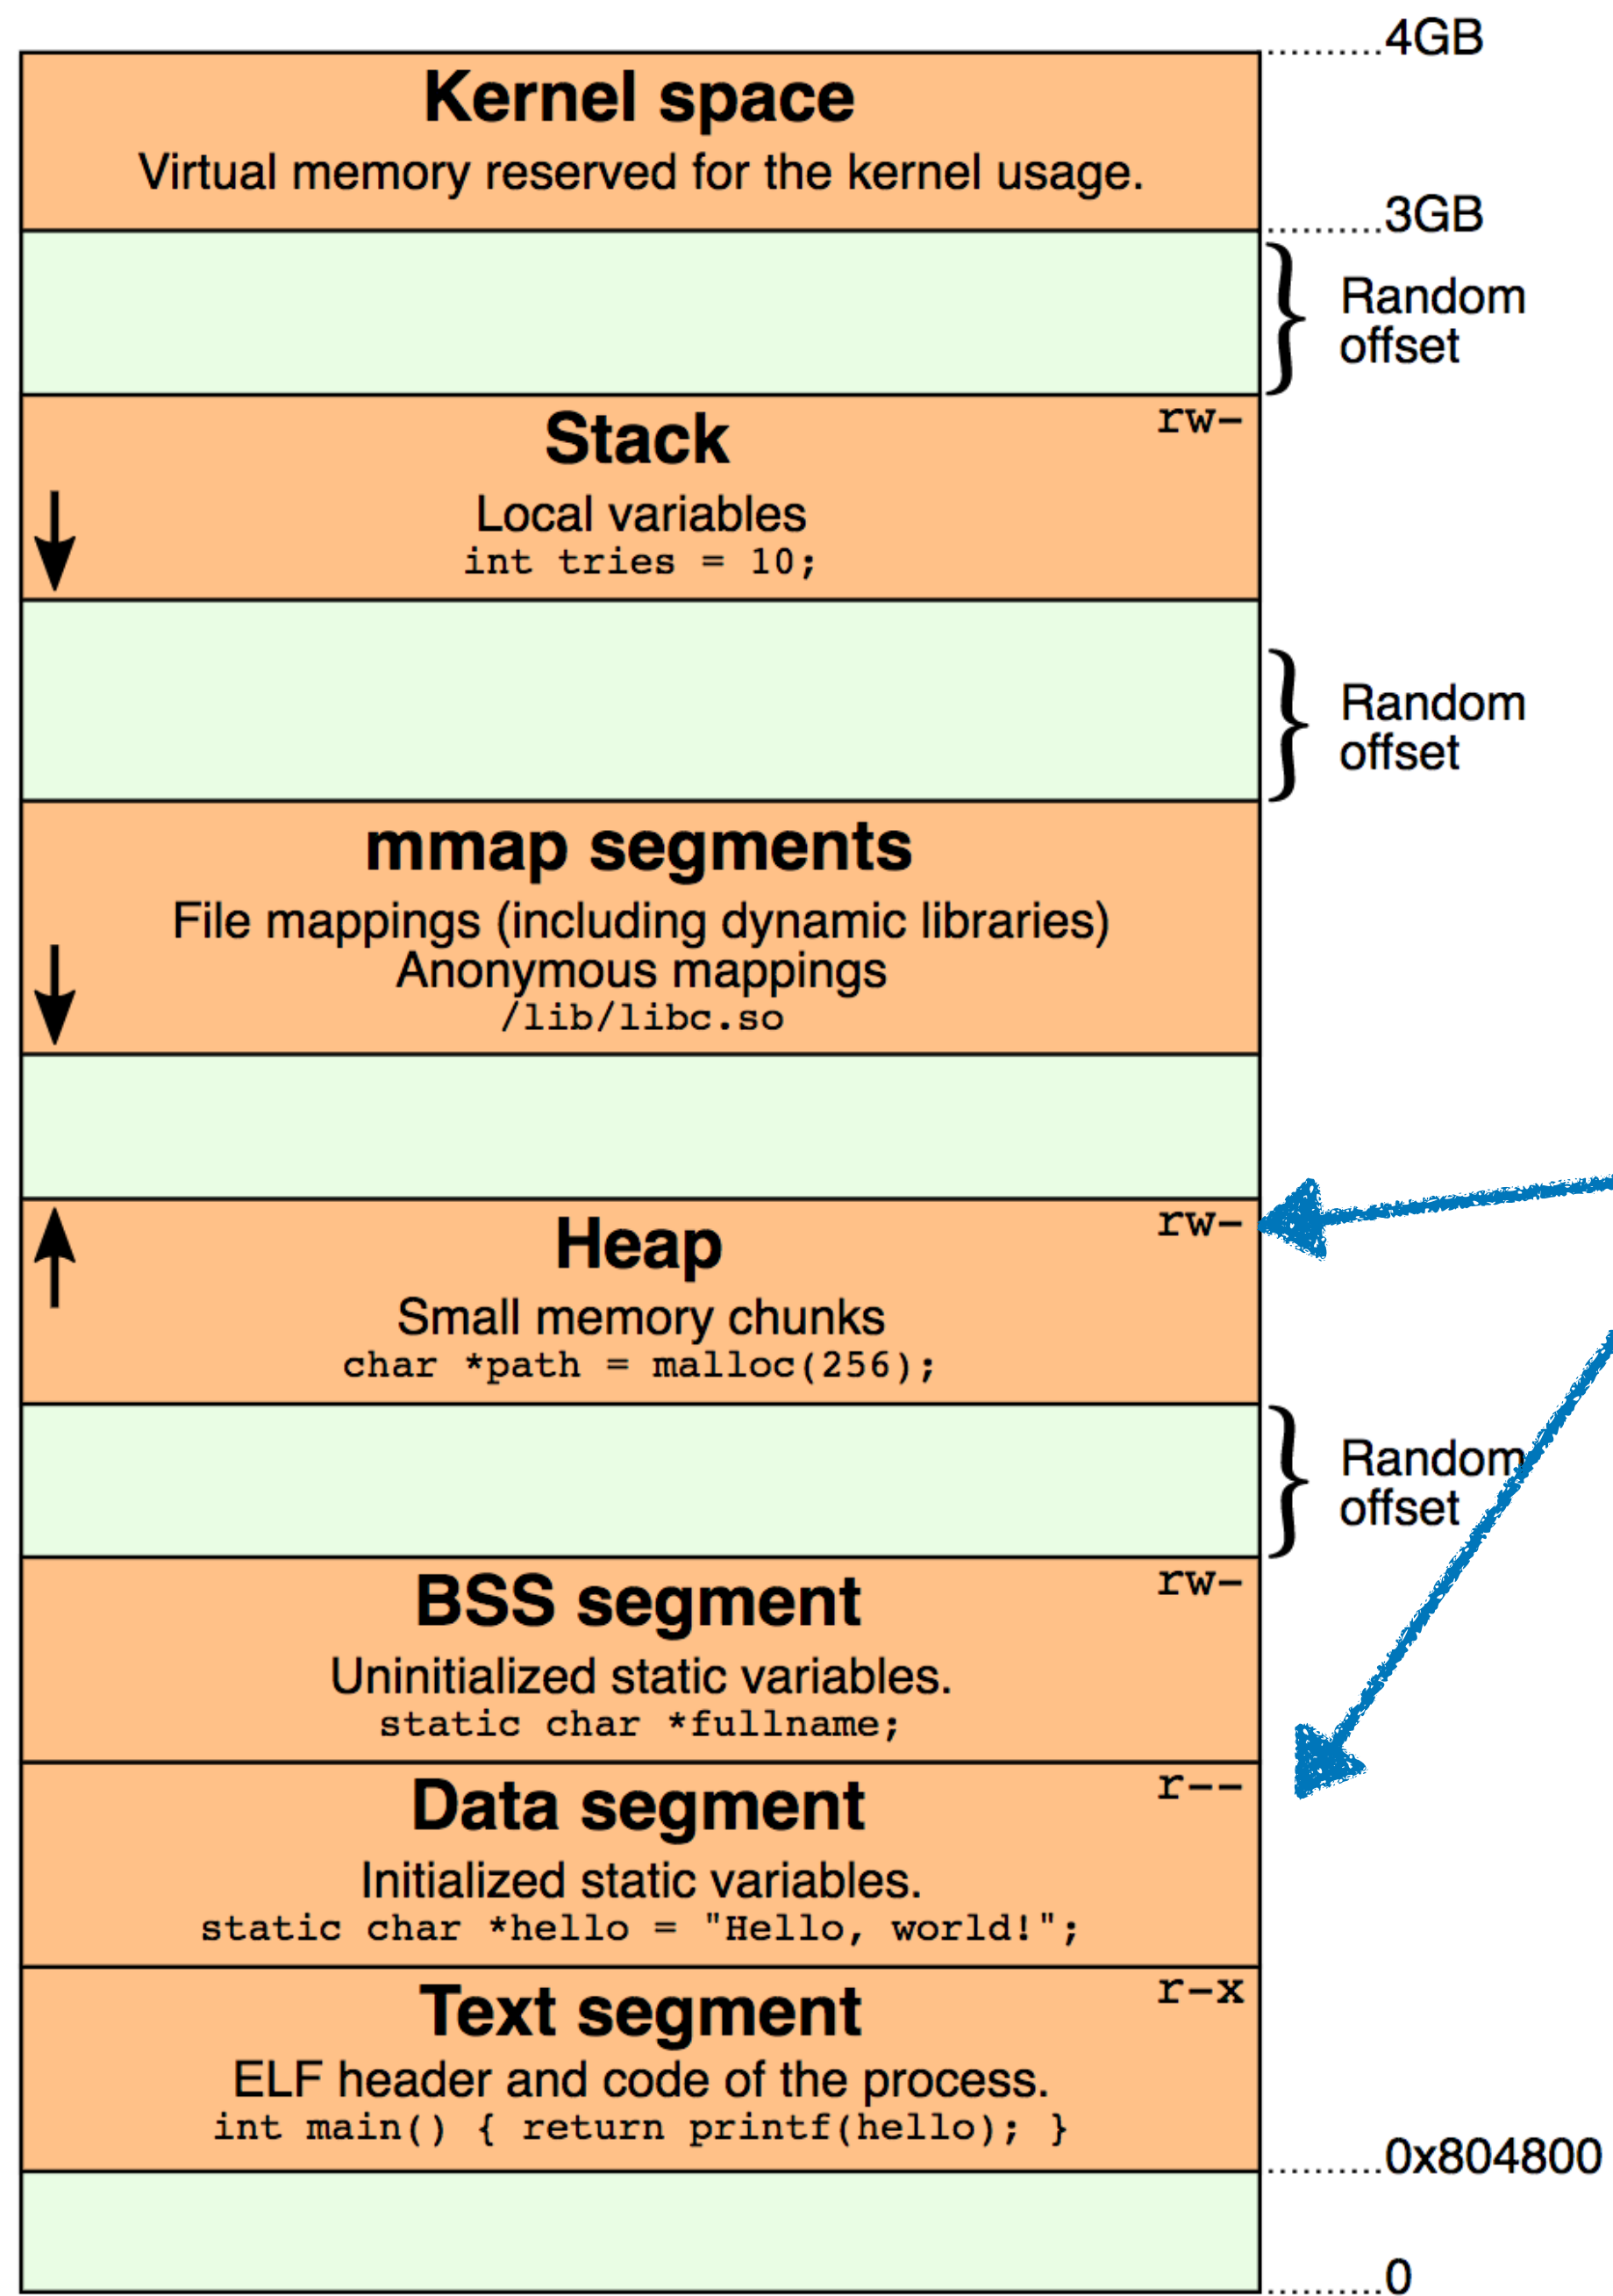 4GB
Kernel space
Virtual memory reserved for the kernel usage.
3GB
Random
offset
rw-
Stack
Local variables
int tries = 10;
Random
offset
mmap segments
File mappings (including dynamic libraries)
Anonymous mappings
/lib/libc.so
rw-
Heap
Small memory chunks
char *path = malloc(256);
Random
offset
rw-
BSS segment
Uninitialized static variables.
static char *fullname;
r--
Data segment
Initialized static variables.
static char *hello = "Hello, world!";
r-x
Text segment
ELF header and code of the process.
int main() { return printf(hello); }
0x804800
0